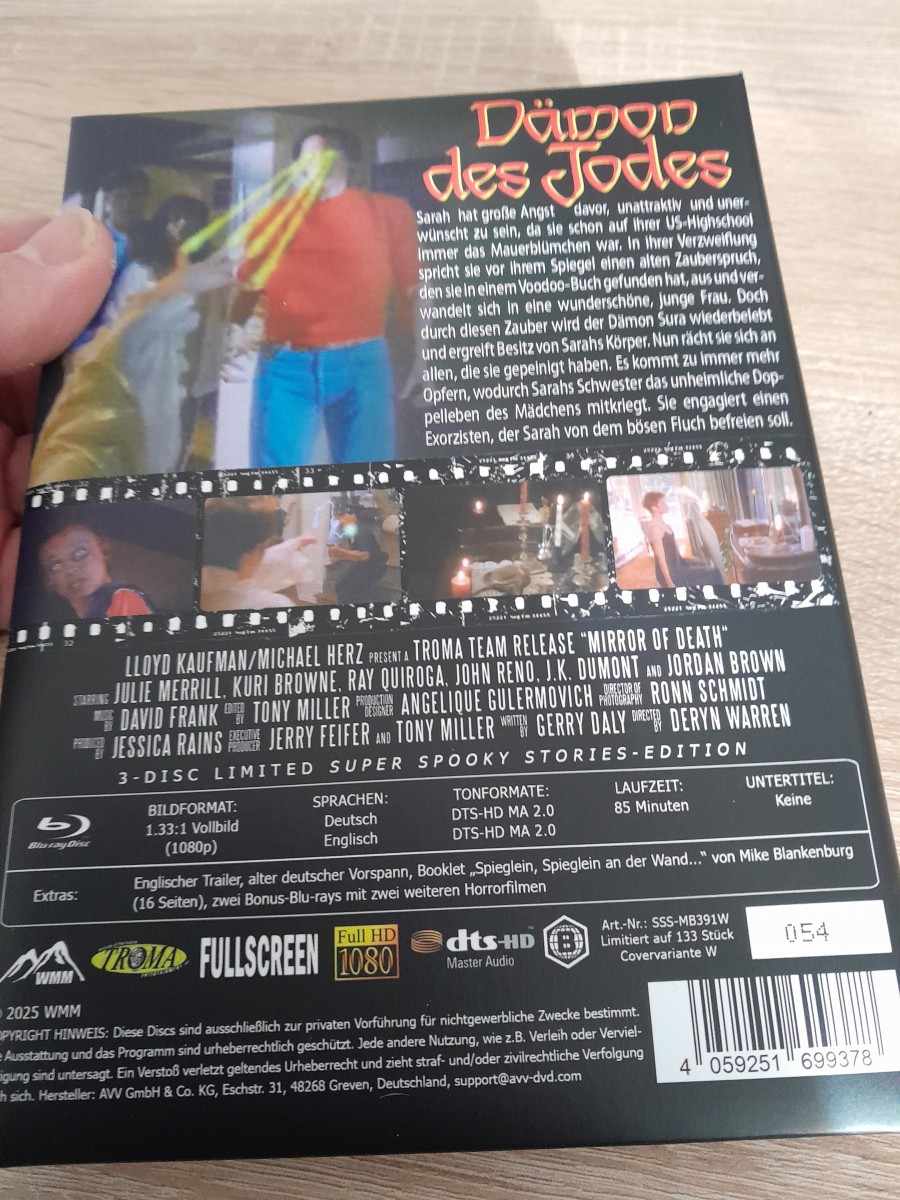 Dämon
des Todes
Sarah hat große Angst davor, unattraktiv und uner-
wünscht zu sein, da sie schon auf ihrer US-Highschool
immer das Mauerblümchen war. In ihrer Verzweiflung
spricht sie vor ihrem Spiegel einen alten Zauberspruch,
den sie in einem Voodoo-Buch gefunden hat, aus und ver-
wandelt sich in eine wunderschöne, junge Frau. Doch
durch diesen Zauber wird der Dämon Sura wiederbelebt
und ergreift Besitz von Sarahs Körper. Nun rächt sie sich an
allen, die sie gepeinigt haben. Es kommt zu immer mehr
Opfern, wodurch Sarahs Schwester das unheimliche Dop-
pelleben des Mädchens mitkriegt. Sie engagiert einen
Exorzisten, der Sarah von dem bösen Fluch befreien soll.
33
32
LLOYD KAUFMAN/MICHAEL HERZ PRESENT A TROMA TEAM RELEASE "MIRROR OF DEATH"
STARRING JULIE MERRILL, KURI BROWNE, RAY QUIROGA, JOHN RENO, J.K. DUMONT AND JORDAN BROWN
MUSIC BY DAVID FRANK EDITED BY TONY MILLER PRODUCTION DESIGNER ANGELIQUE GULERMOVICH DIRECTOR OF PHOTOGRAPHY RONN SCHMIDT
PRODUCED BY JESSICA RAINS EXECUTIVE PRODUCER JERRY FEIFER AND TONY MILLER WRITTEN BY GERRY DALY DIRECTED BY DERYN WARREN
3-DISC LIMITED SUPER SPOOKY STORIES-EDITION
Blu-ray Disc
BILDFORMAT: SPRACHEN: TONFORMATE: LAUFZEIT: UNTERTITEL:
1.33:1 Vollbild Deutsch DTS-HD MA 2.0 85 Minuten Keine
(1080p) Englisch DTS-HD MA 2.0
Extras: Englischer Trailer, alter deutscher Vorspann, Booklet „Spieglein, Spieglein an der Wand..." von Mike Blankenburg
(16 Seiten), zwei Bonus-Blu-rays mit zwei weiteren Horrorfilmen
WMM
TROMA
FULLSCREEN
Full HD
1080
dts-HD
Master Audio
B
Art.-Nr.: SSS-MB391W
Limitiert auf 133 Stück
Covervariante W
054
2025 WMM
OPYRIGHT HINWEIS: Diese Discs sind ausschließlich zur privaten Vorführung für nichtgewerbliche Zwecke bestimmt.
e Ausstattung und das Programm sind urheberrechtlich geschützt. Jede andere Nutzung, wie z.B. Verleih oder Verviel-
igung sind untersagt. Ein Verstoß verletzt geltendes Urheberrecht und zieht straf- und/oder zivilrechtliche Verfolgung
h sich. Hersteller: AVV GmbH & Co. KG, Eschstr. 31, 48268 Greven, Deutschland, support@avv-dvd.com
4 059251 699378